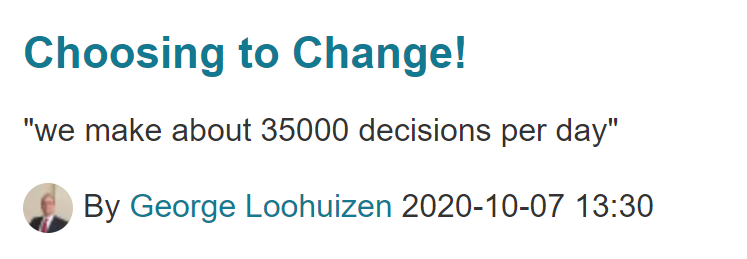 Choosing to Change!
"we make about 35000 decisions per day"
By George Loohuizen 2020-10-07 13:30